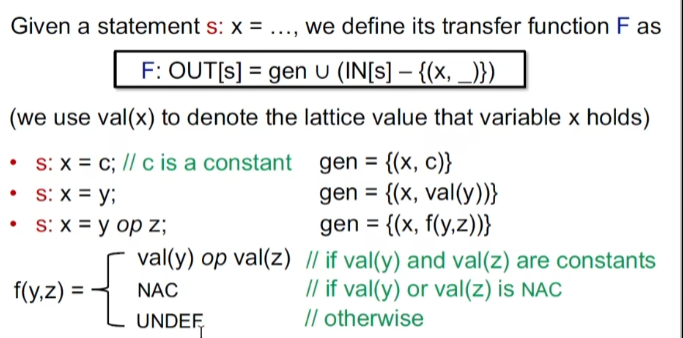 Given a statement s: x = …, we define its transfer function F as
F: OUT[s] = gen ∪ (IN[s] – {(x, _)})
(we use val(x) to denote the lattice value that variable x holds)
• s: x = c; // c is a constant gen = {(x, c)}
• s: x = y; gen = {(x, val(y))}
• s: x = y op z; gen = {(x, f(y,z))}
val(y) op val(z) // if val(y) and val(z) are constants
f(y,z) = NAC // if val(y) or val(z) is NAC
UNDEF // otherwise